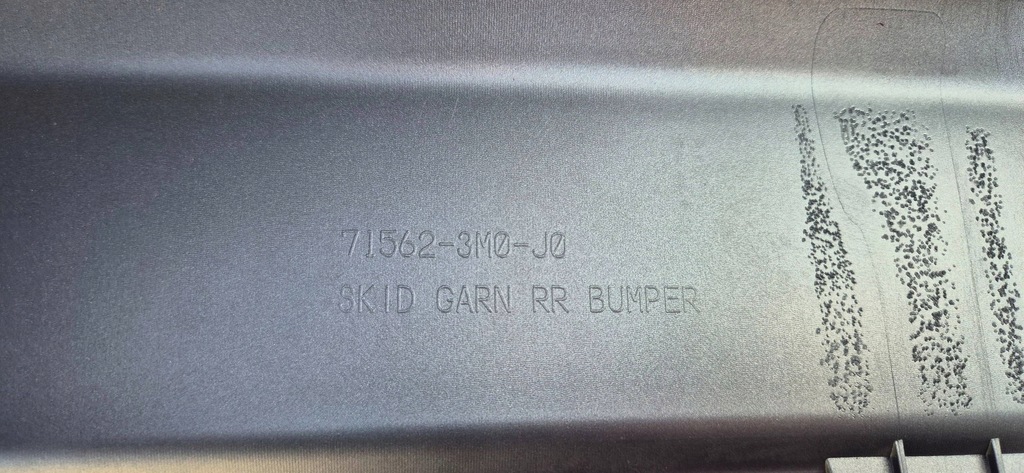 71562-3M0-J0
SKID GARN RR BUMPER